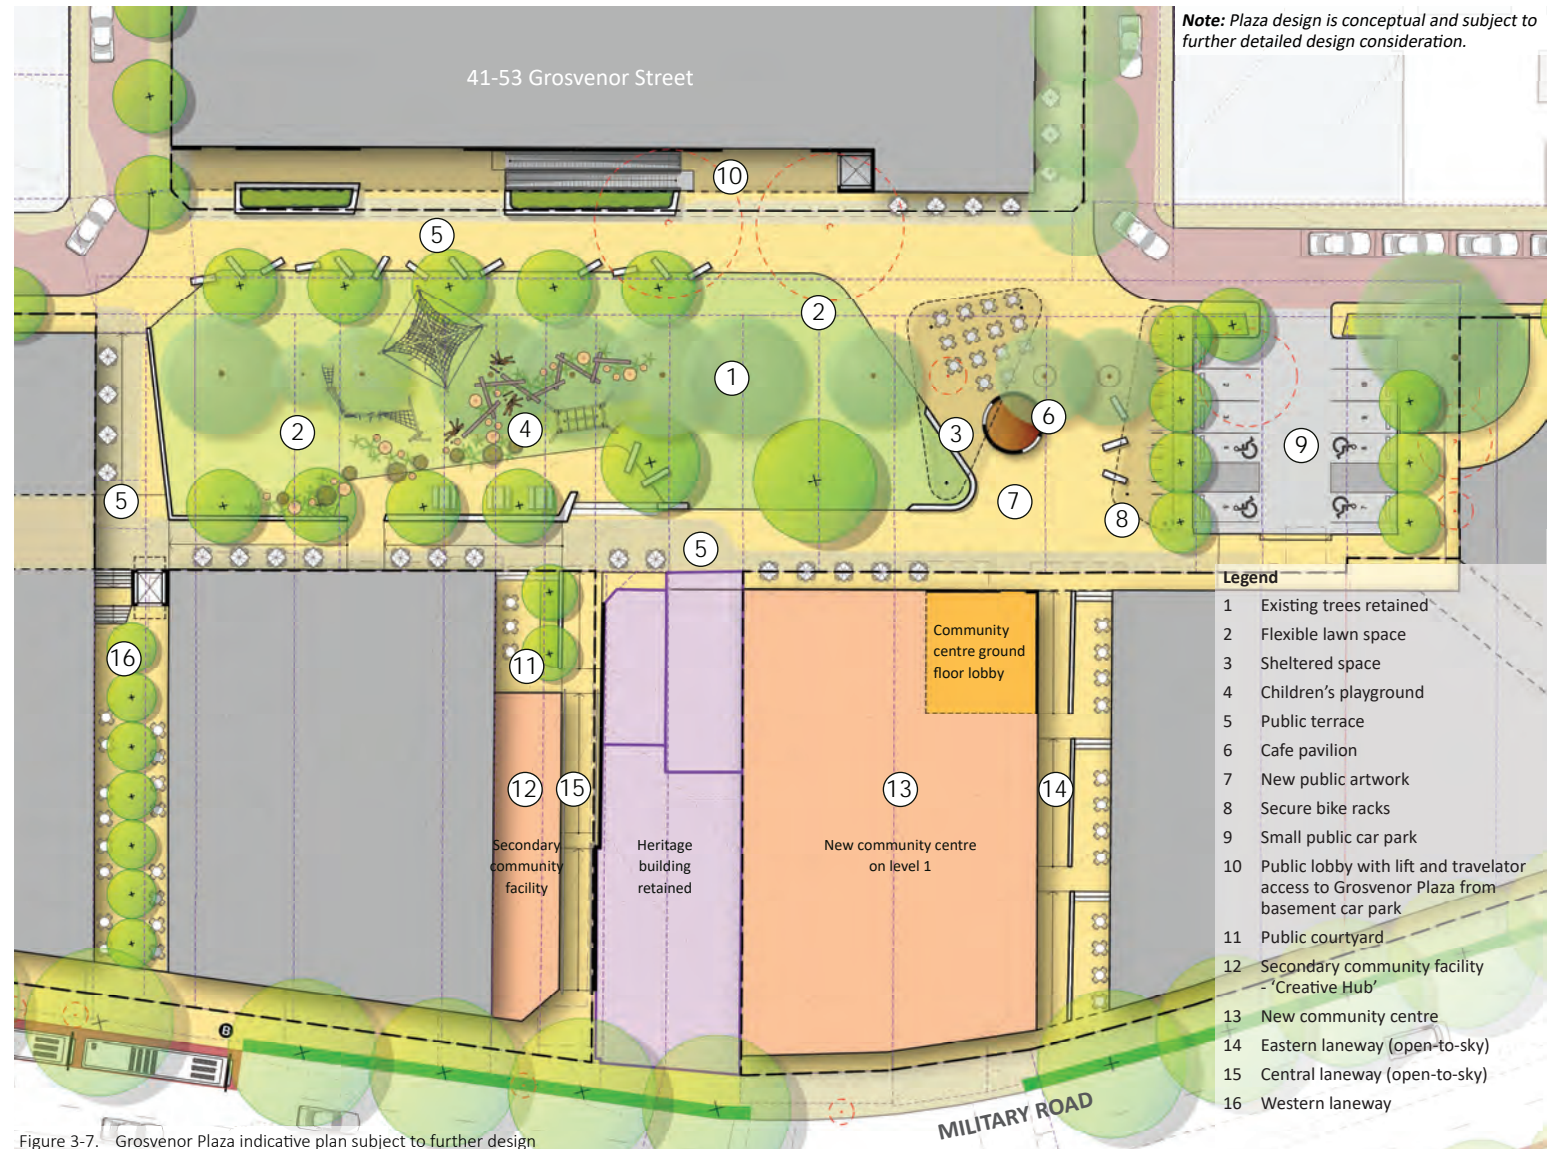 Note: Plaza design is conceptual and subject to
further detailed design consideration.
41-53 Grosvenor Street
10
5
2
1
6
3
2
4
9
5
7
8
5
Legend
1 Existing trees retained
2 Flexible lawn space
3 Sheltered space
4 Children's playground
5 Public terrace
6 Cafe pavilion
7 New public artwork
8 Secure bike racks
9 Small public car park
10 Public lobby with lift and travelator
access to Grosvenor Plaza from
basement car park
11 Public courtyard
12 Secondary community facility
- 'Creative Hub'
13 New community centre
14 Eastern laneway (open-to-sky)
15 Central laneway (open-to-sky)
16 Western laneway
Community
centre ground
floor lobby
16
11
12
15
13
14
Secondary
community
facility
Heritage
building
retained
New community centre
on level 1
B
MILITARY ROAD
Figure 3-7. Grosvenor Plaza indicative plan subject to further design